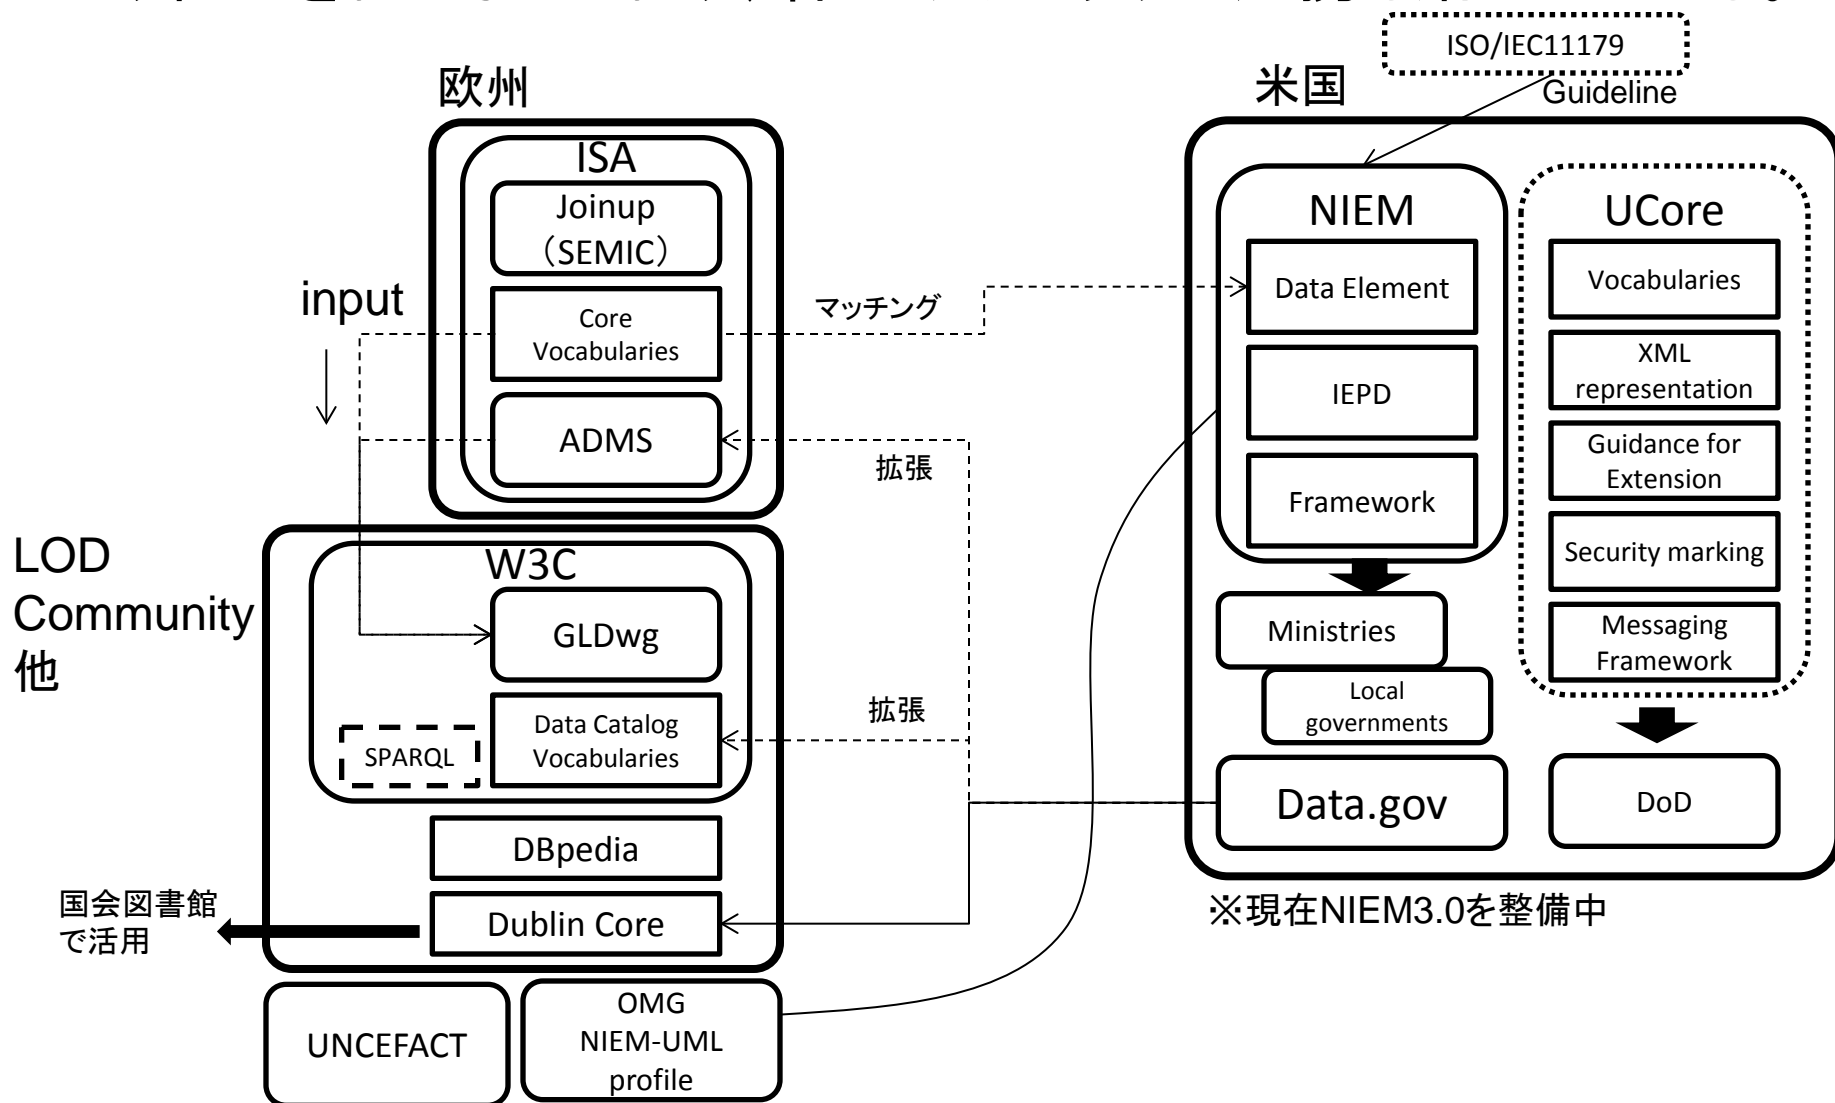 ISO/IEC11179
Guideline
欧州
米国
ISA
Joinup
（SEMIC）
Core
Vocabularies
ADMS
input
マッチング
拡張
NIEM
Data Element
IEPD
Framework
UCore
Vocabularies
XML
representation
Guidance for
Extension
Security marking
Messaging
Framework
LOD
Community
他
W3C
GLDwg
SPARQL
Data Catalog
Vocabularies
拡張
Ministries
Local
governments
Data.gov
DoD
DBpedia
Dublin Core
国会図書館
で活用
※現在NIEM3.0を整備中
UNCEFACT
OMG
NIEM-UML
profile